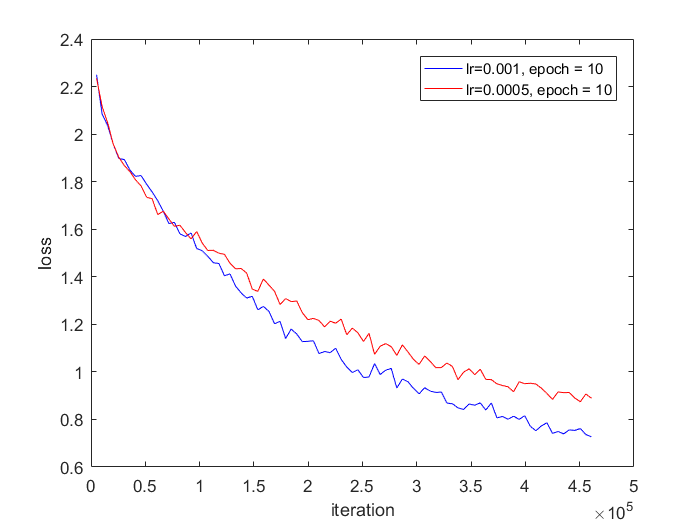 2.4
2.2
2
1.8
1.6
1.4
1.2
1
0.8
0.6
loss
lr=0.001, epoch = 10
lr=0.0005, epoch = 10
0 0.5 1 1.5 2 2.5 3 3.5 4 4.5 5
iteration
×10^5